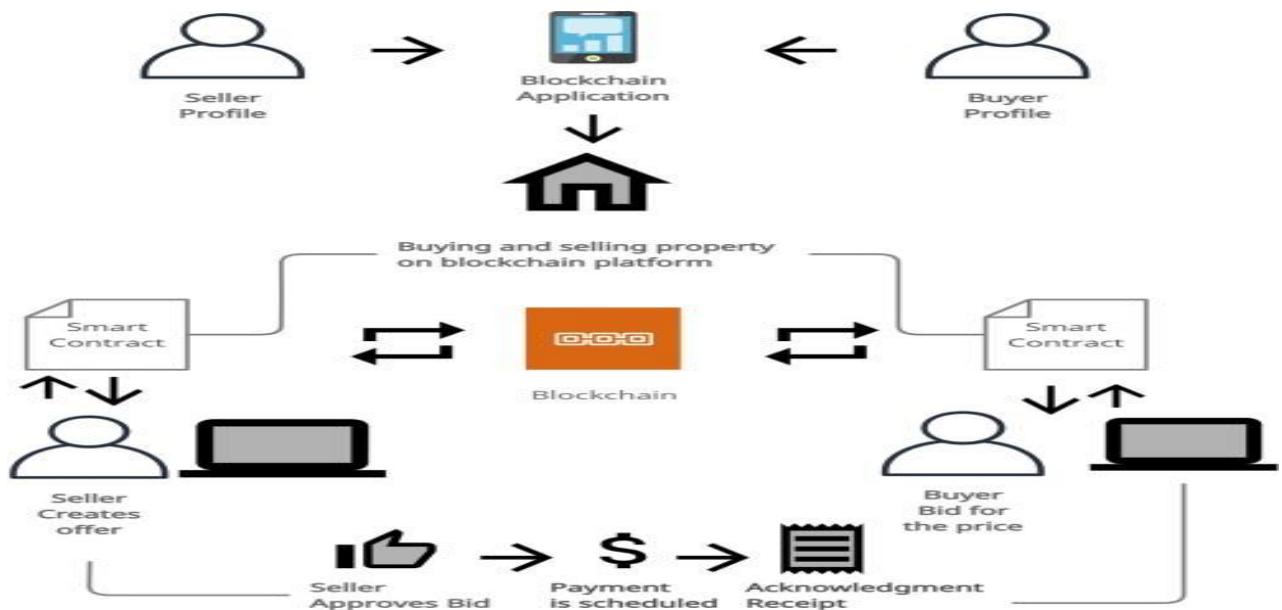 Seller
Profile
Blockchain
Application
Buyer
Profile
Buying and selling property
on blockchain platform
Smart
Contract
Blockchain
Smart
Contract
Seller
Creates
offer
Buyer
Bid for
the price
Seller
Approves Bid
$
Payment
is scheduled
Acknowledgment
Receipt